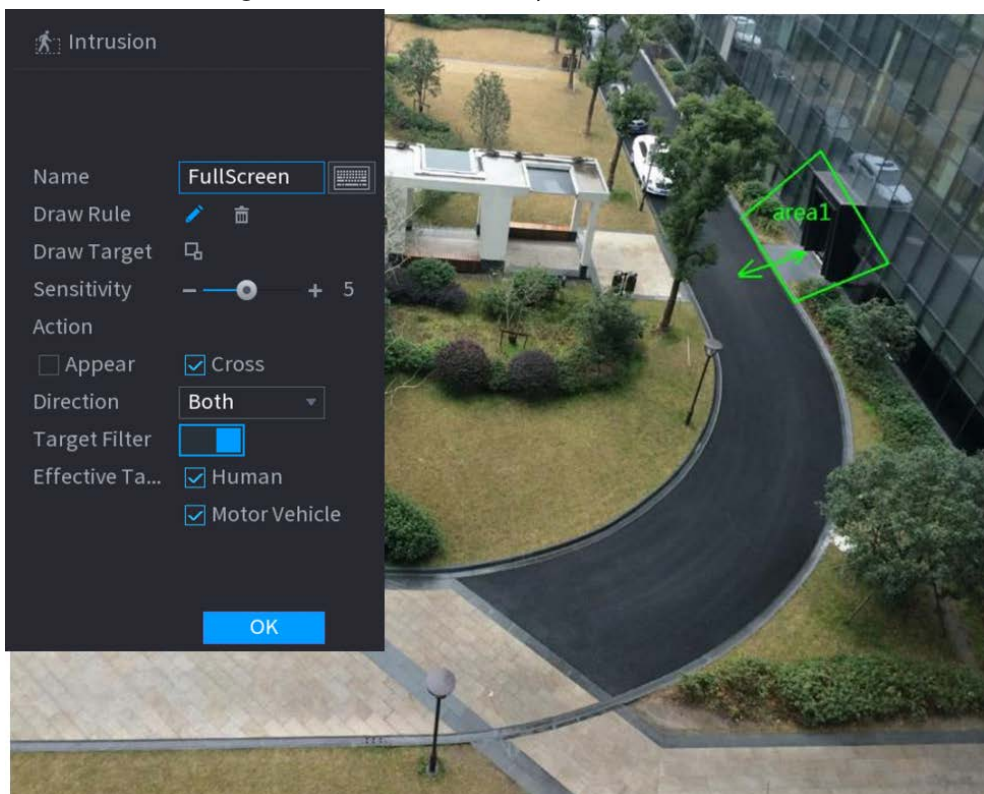 Intrusion
Name FullScreen
Draw Rule
Draw Target
Sensitivity - + 5
Action
Appear Cross
Direction Both
Target Filter
Effective Ta... Human
Motor Vehicle
OK
area1